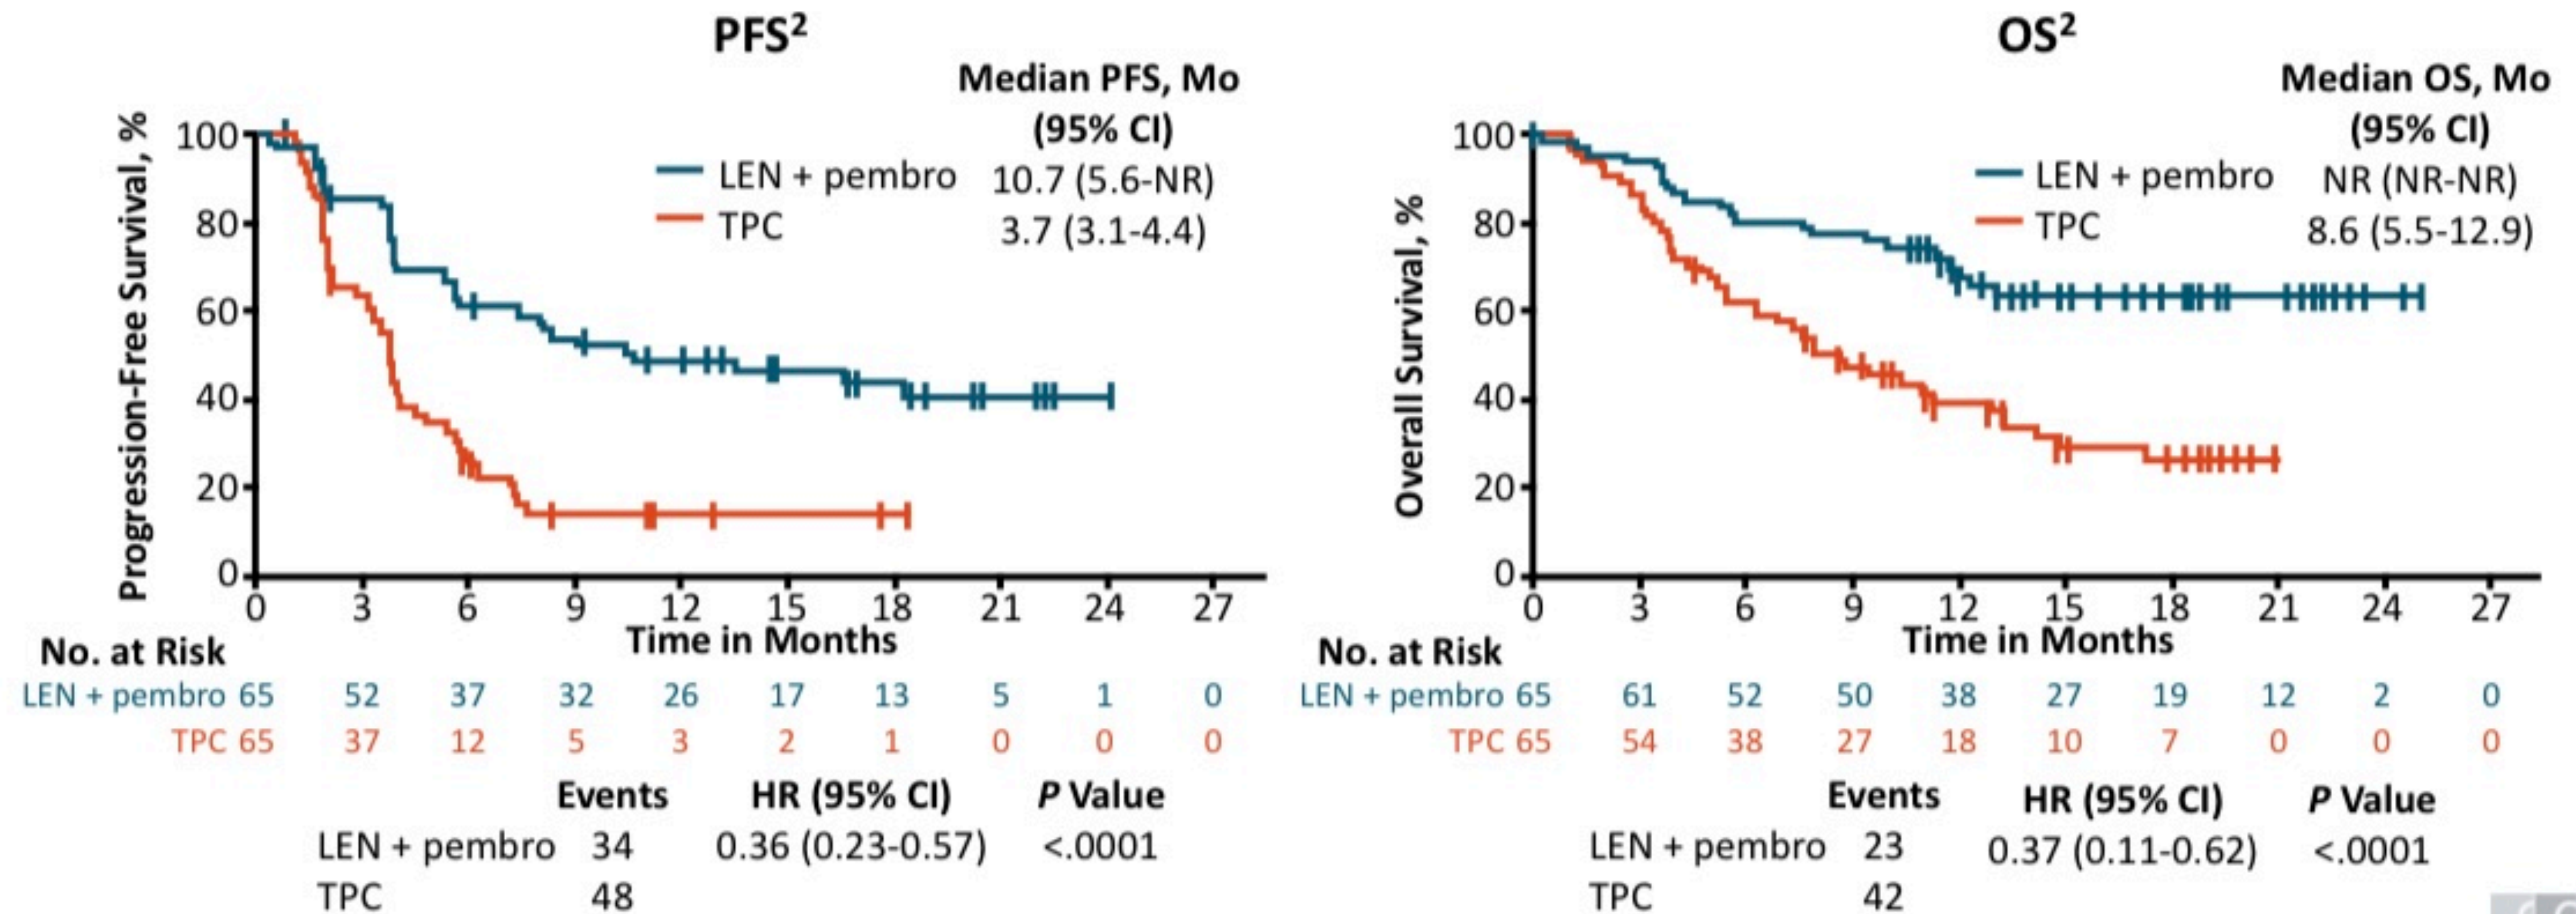 PFS²
Median PFS, Mo
(95% CI)
LEN + pembro 10.7 (5.6-NR)
TPC 3.7 (3.1-4.4)
Progression-Free Survival, %
100
80
60
40
20
0
0 3 6 9 12 15 18 21 24 27
Time in Months
No. at Risk
LEN + pembro 65 52 37 32 26 17 13 5 1 0
TPC 65 37 12 5 3 2 1 0 0 0
Events HR (95% CI) P Value
LEN + pembro 34 0.36 (0.23-0.57) <.0001
TPC 48
OS²
Median OS, Mo
(95% CI)
LEN + pembro NR (NR-NR)
TPC 8.6 (5.5-12.9)
Overall Survival, %
100
80
60
40
20
0
0 3 6 9 12 15 18 21 24 27
Time in Months
No. at Risk
LEN + pembro 65 61 52 50 38 27 19 12 2 0
TPC 65 54 38 27 18 10 7 0 0 0
Events HR (95% CI) P Value
LEN + pembro 23 0.37 (0.11-0.62) <.0001
TPC 42